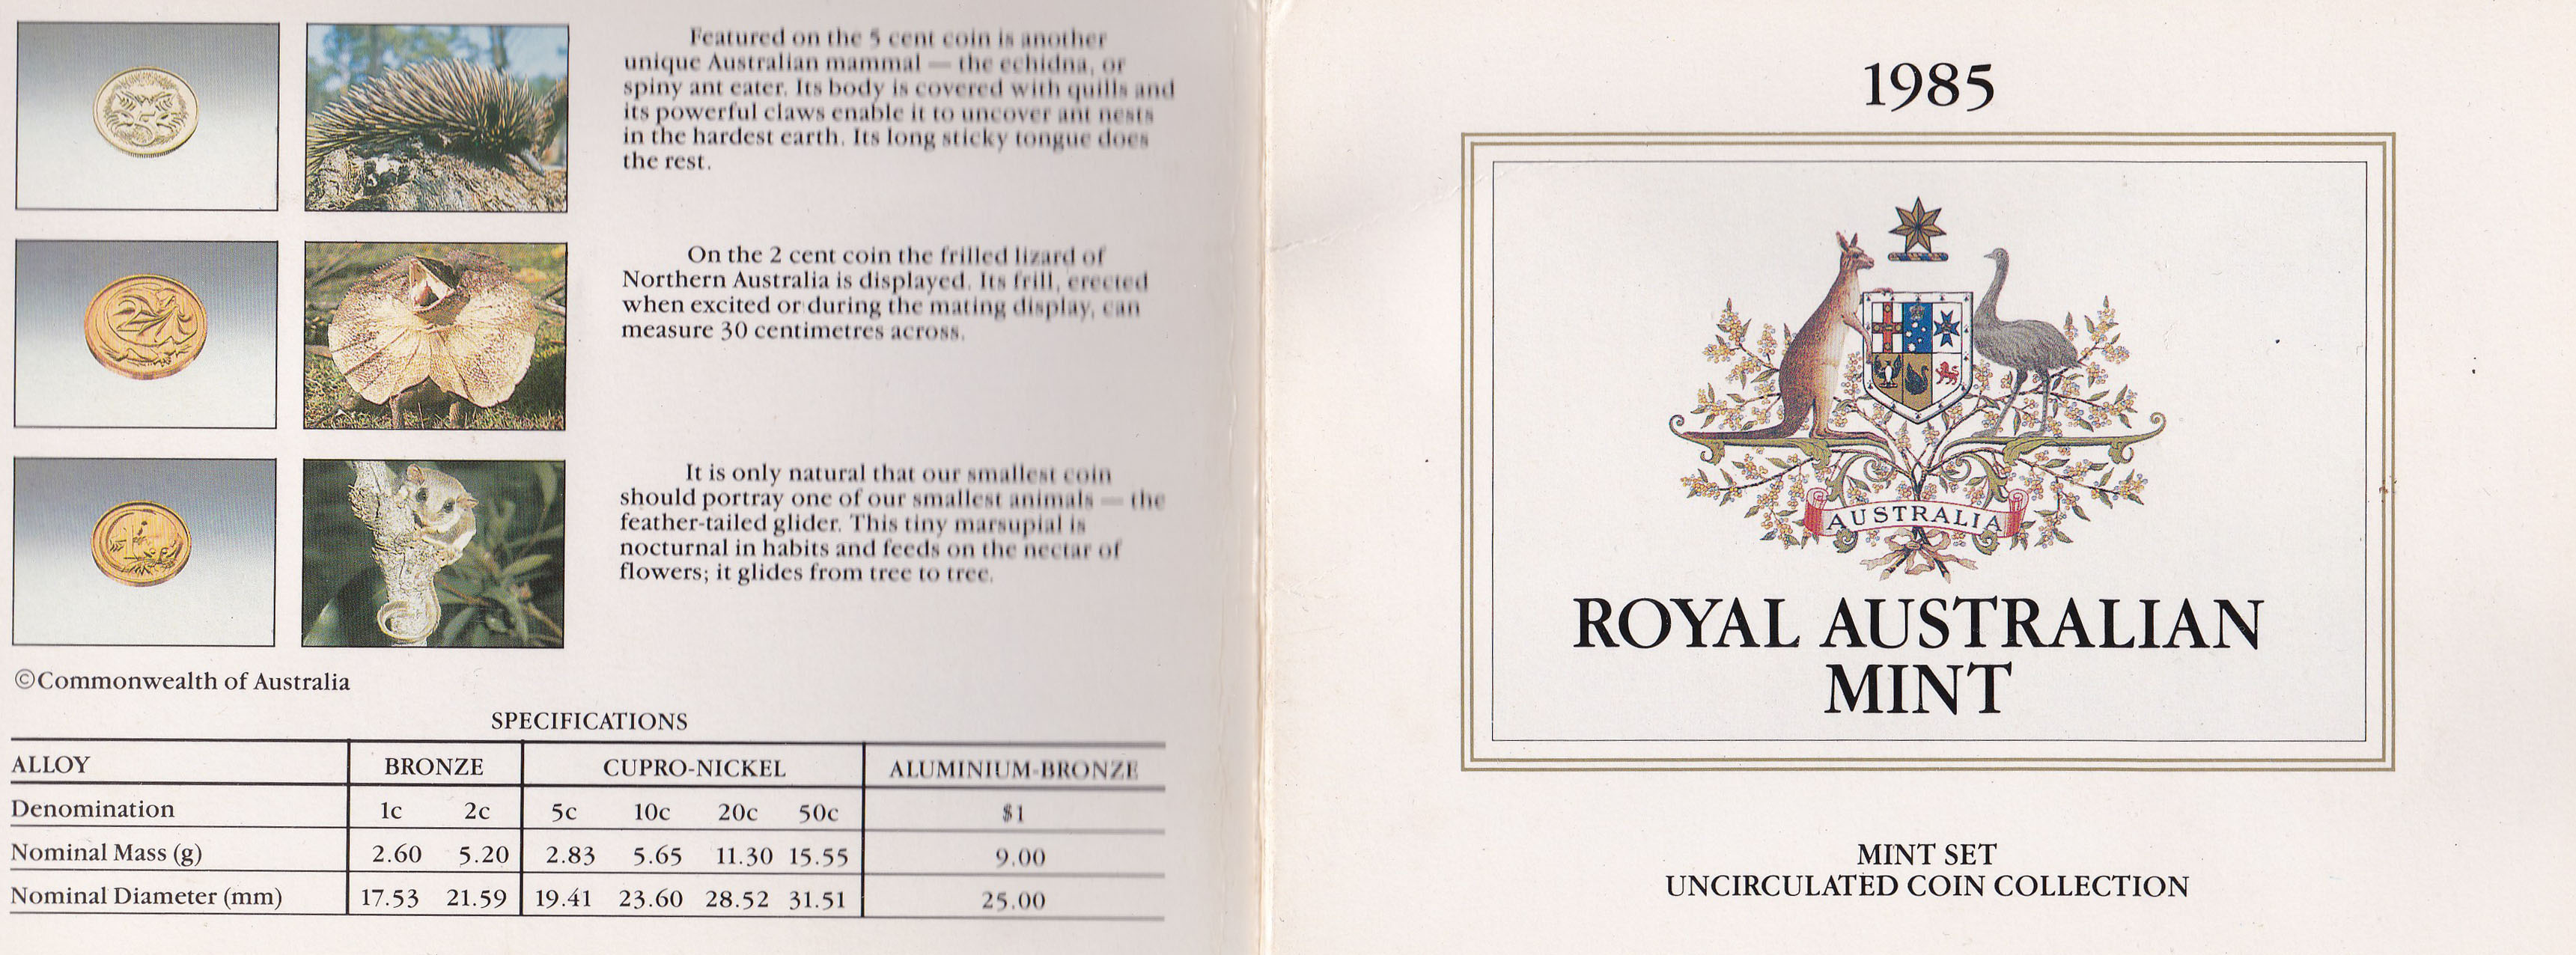 Featured on the 5 cent coin is another
unique Australian mammal — the echidna, or
spiny ant eater. Its body is covered with quills and
its powerful claws enable it to uncover ant nests
in the hardest earth. Its long sticky tongue does
the rest.
On the 2 cent coin the frilled lizard of
Northern Australia is displayed. Its frill, erected
when excited or during the mating display, can
measure 30 centimetres across.
It is only natural that our smallest coin
should portray one of our smallest animals — the
feather-tailed glider. This tiny marsupial is
nocturnal in habits and feeds on the nectar of
flowers; it glides from tree to tree.
©Commonwealth of Australia
SPECIFICATIONS
ALLOY BRONZE CUPRO-NICKEL ALUMINIUM-BRONZE
Denomination 1c 2c 5c 10c 20c 50c $1
Nominal Mass (g) 2.60 5.20 2.83 5.65 11.30 15.55 9.00
Nominal Diameter (mm) 17.53 21.59 19.41 23.60 28.52 31.51 25.00
1985
AUSTRALIA
ROYAL AUSTRALIAN
MINT
MINT SET
UNCIRCULATED COIN COLLECTION